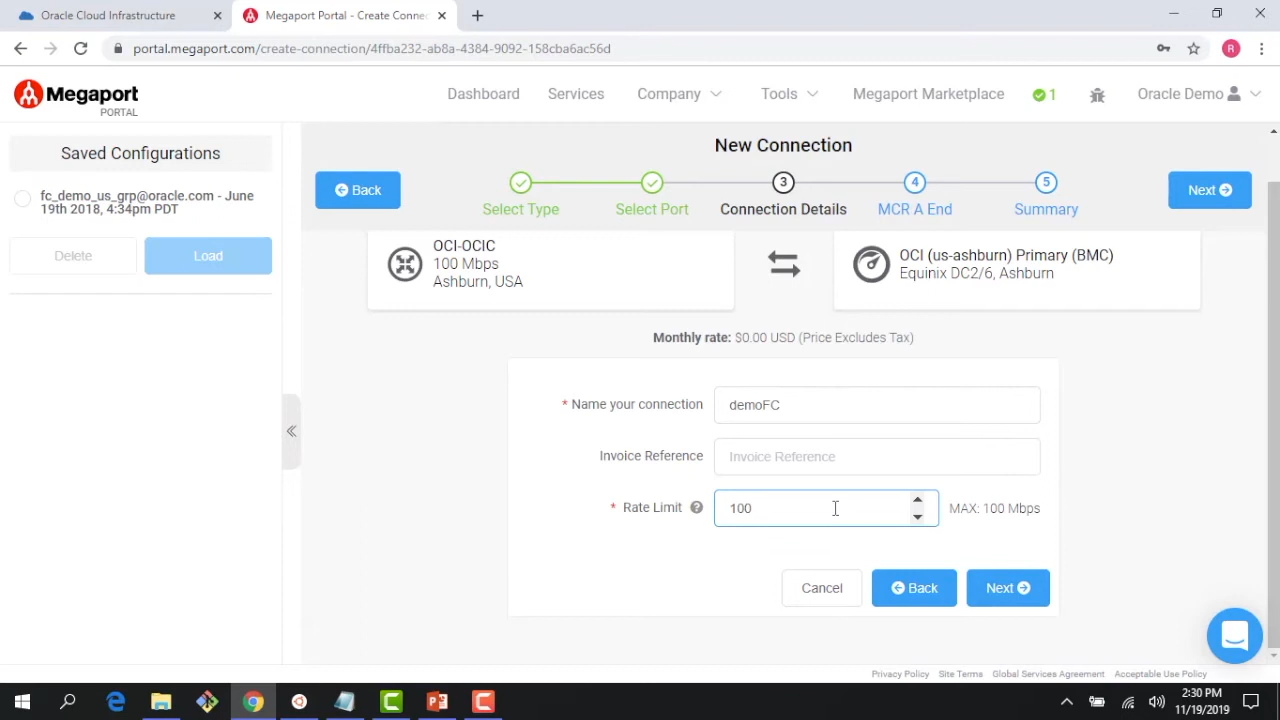 Oracle Cloud Infrastructure
Megaport Portal - Create Connec
portal.megaport.com/create-connection/4ffba232-ab8a-4384-9092-158cba6ac56d
R
Megaport
PORTAL
Dashboard
Services
Company
Tools
Megaport Marketplace
1
Oracle Demo
Saved Configurations
fc_demo_us_grp@oracle.com - June
19th 2018, 4:34pm PDT
Delete
Load
New Connection
Back
Next
3
4
5
Select Type
Select Port
Connection Details
MCR A End
Summary
OCI-OCIC
100 Mbps
Ashburn, USA
OCI (us-ashburn) Primary (BMC)
Equinix DC2/6, Ashburn
Monthly rate: $0.00 USD (Price Excludes Tax)
* Name your connection
demoFC
Invoice Reference
Invoice Reference
* Rate Limit
100
MAX: 100 Mbps
Cancel
Back
Next
Privacy Policy
Site Terms
Global Services Agreement
Acceptable Use Policy
2:30 PM
11/19/2019